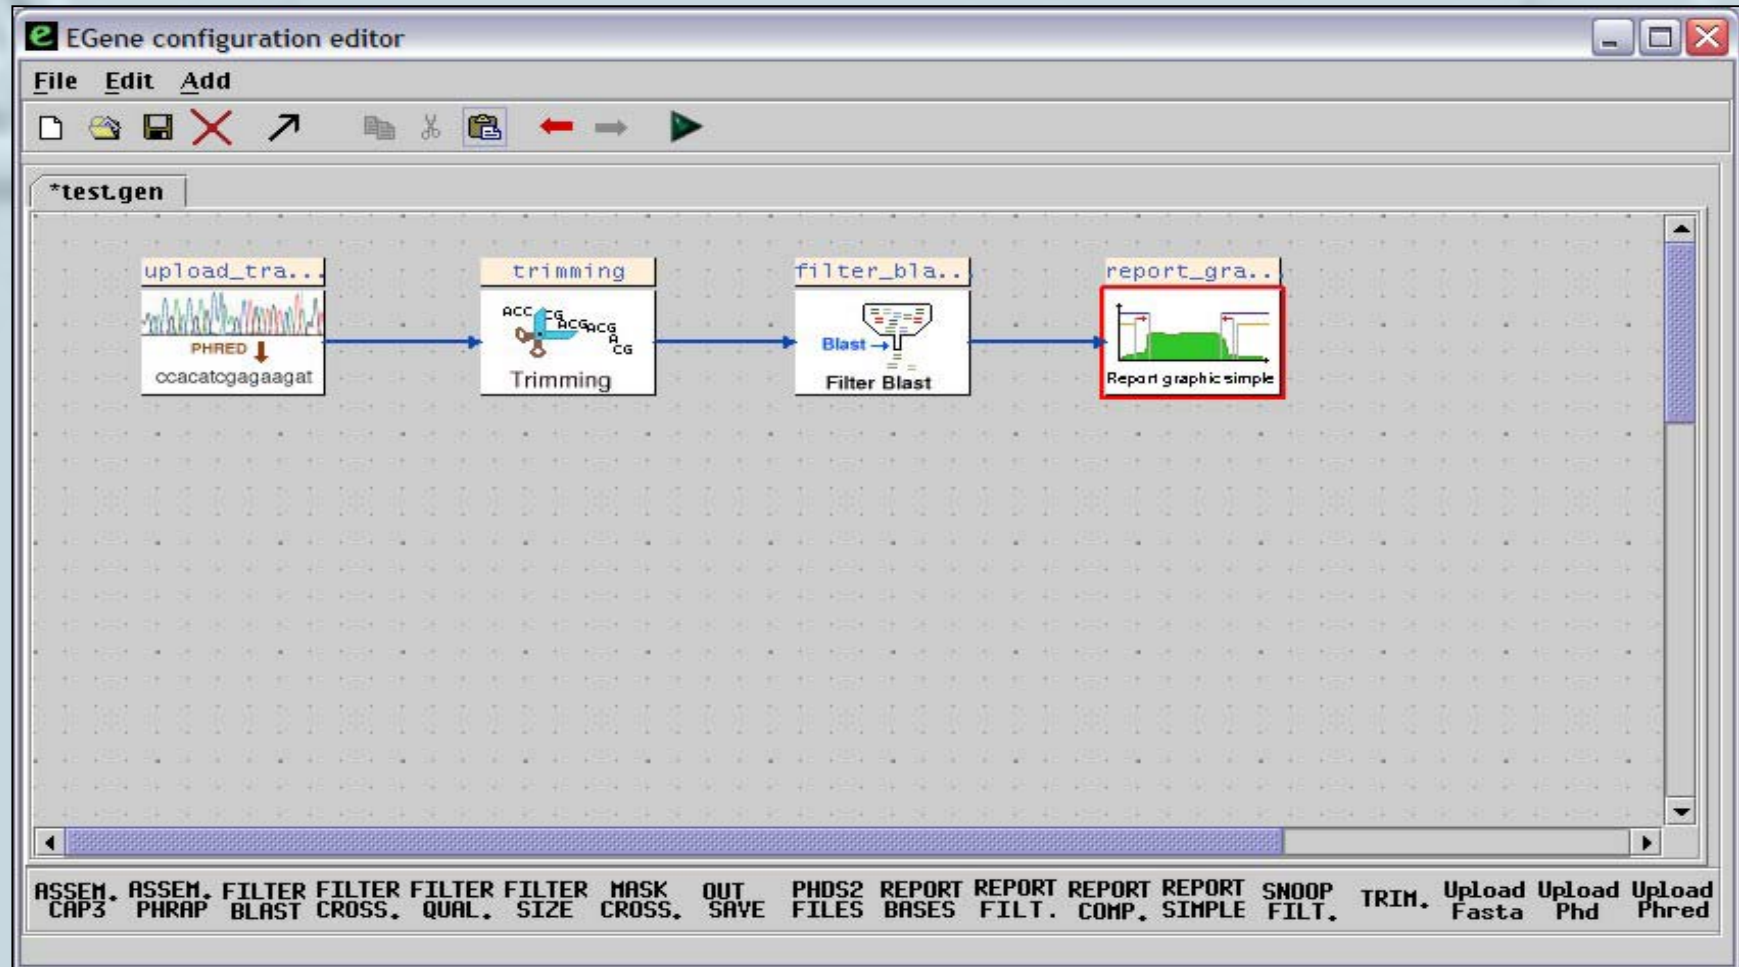 e EGene configuration editor
File Edit Add
*test.gen
upload_tra...
trimming
filter_bla...
report_gra...
PHRED
ccacatcgagaagat
ACC CG ACG ACG A CG
Trimming
Blast
Filter Blast
Report graphic simple
ASSEM. ASSEM. FILTER FILTER FILTER FILTER MASK OUT PHDS2 REPORT REPORT REPORT REPORT SNOOP TRIM. Upload Upload Upload
CAP3 PHRAP BLAST CROSS. QUAL. SIZE CROSS. SAVE FILES BASES FILT. COMP. SIMPLE FILT. Fasta Phd Phred